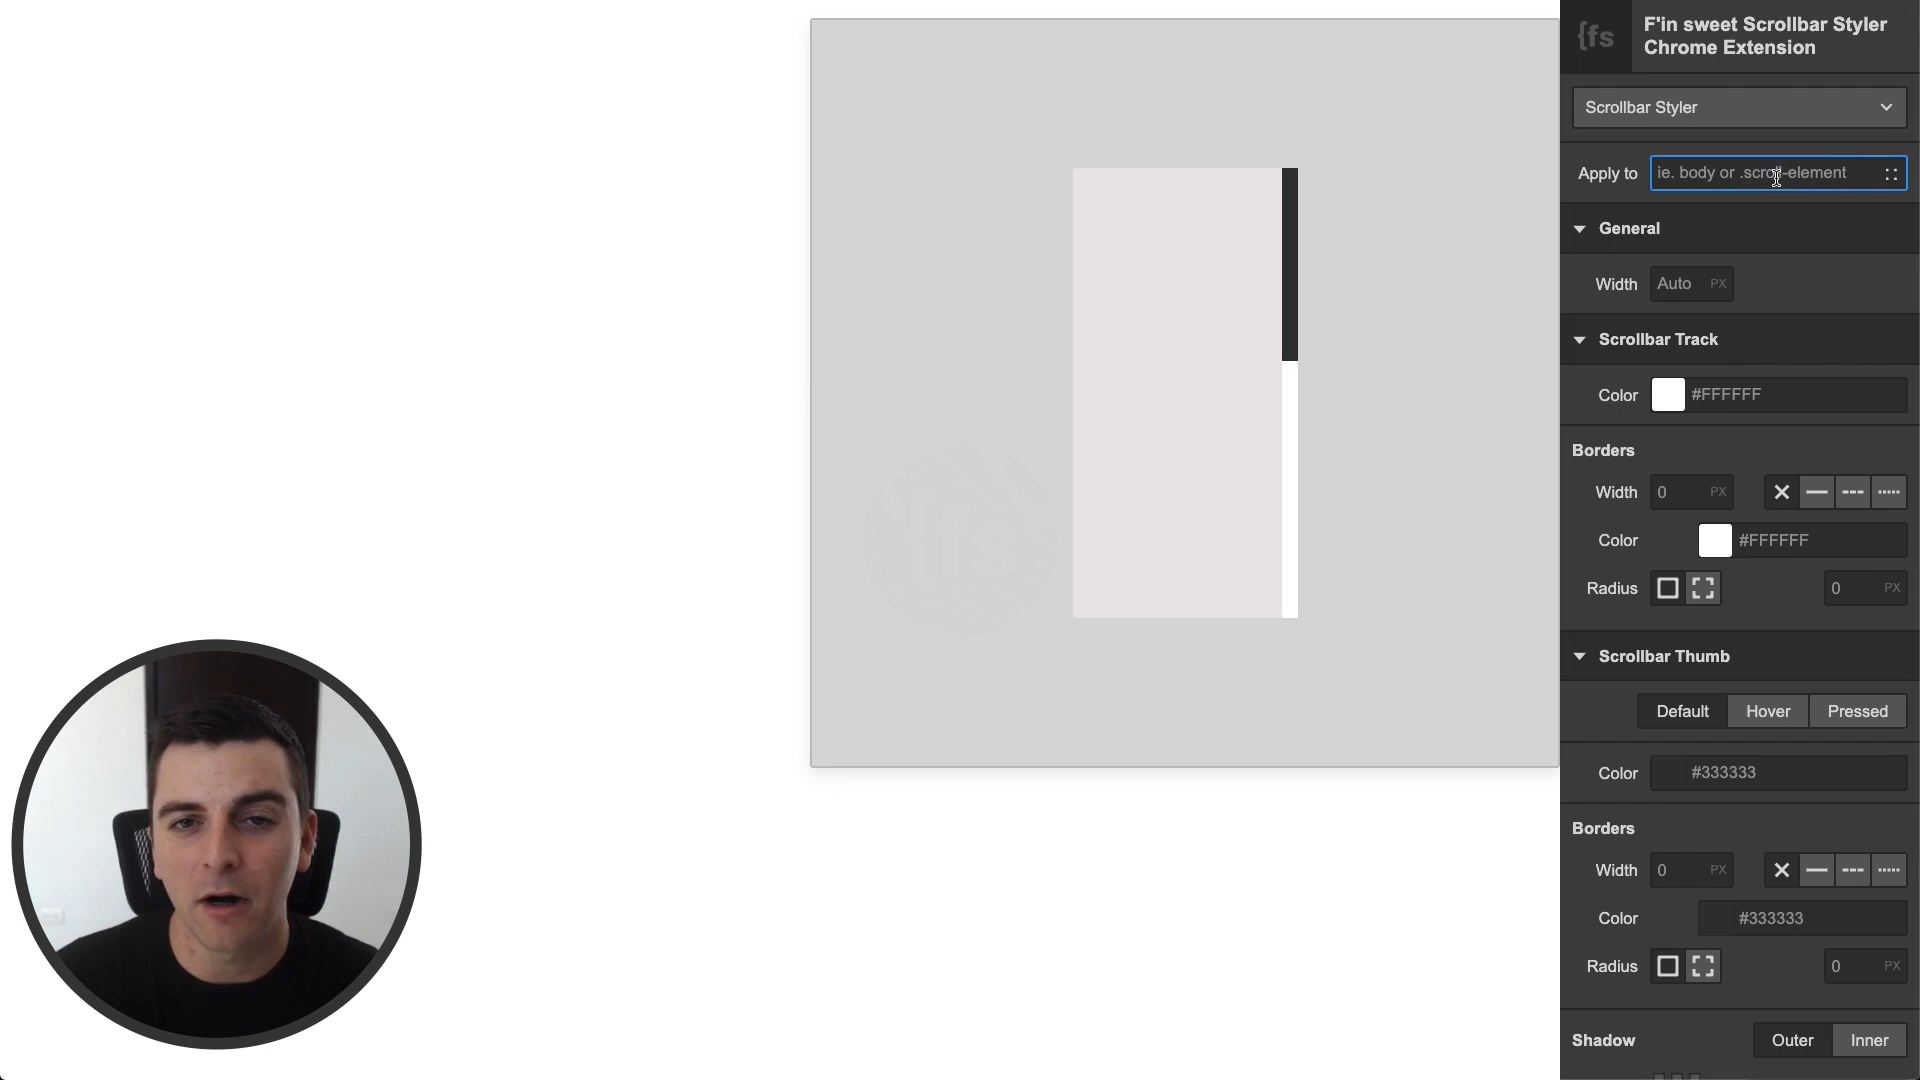 {fs
F'in sweet Scrollbar Styler
Chrome Extension
Scrollbar Styler
Apply to
ie. body or .scroll-element
General
Width
Auto
PX
Scrollbar Track
Color
#FFFFFF
Borders
Width
0
PX
Color
#FFFFFF
Radius
0
PX
Scrollbar Thumb
Default
Hover
Pressed
Color
#333333
Borders
Width
0
PX
Color
#333333
Radius
0
PX
Shadow
Outer
Inner
{fs